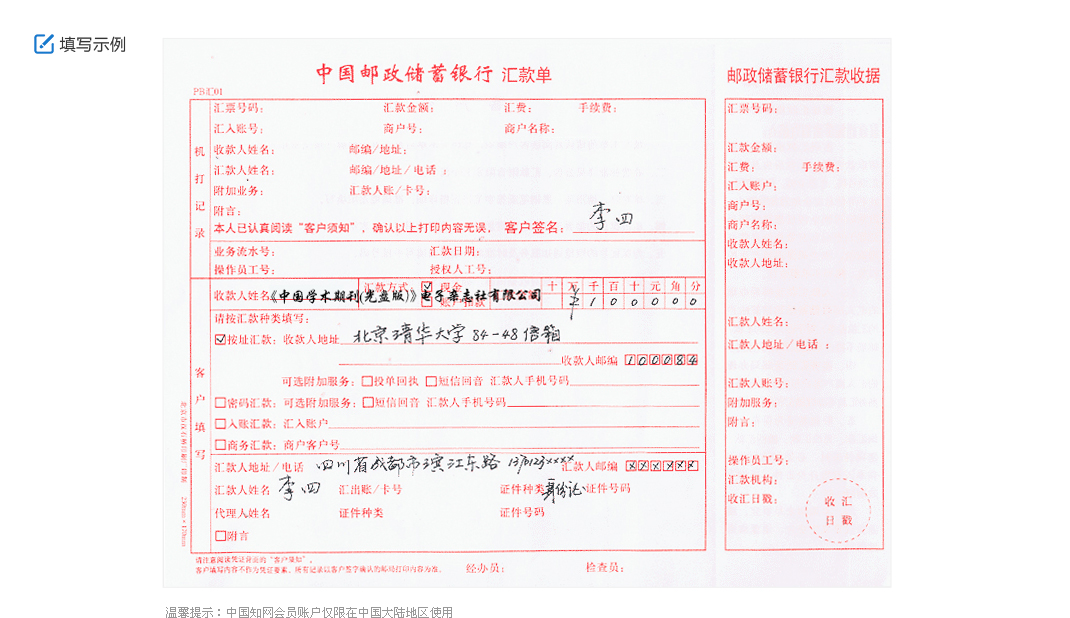 填写示例
中国邮政储蓄银行 汇款单
邮政储蓄银行汇款收据
PB汇01
机打记录
汇票号码： 汇款金额： 汇费： 手续费：
汇入账号： 商户号： 商户名称：
收款人姓名： 邮编/地址：
汇款人姓名： 邮编/地址/电话：
附加业务： 汇款人账/卡号：
附言：
本人已认真阅读“客户须知”，确认以上打印内容无误， 客户签名： 李四
业务流水号： 汇款日期：
操作员工号： 授权人工号：
客户填写
汇款方式： 现金 十 万 千 百 十 元 角 分
收款人姓名 《中国学术期刊(光盘版)》电子杂志社有限公司 ¥ 1 0 0 0 0 0
请按汇款种类填写：
按址汇款： 收款人地址 北京清华大学 84-48信箱
收款人邮编 100084
可选附加服务： 投单回执 短信回音 汇款人手机号码
密码汇款： 可选附加服务： 短信回音 汇款人手机号码
入账汇款： 汇入账户
商务汇款： 商户客户号
汇款人地址/电话 四川省成都市滨江东路 1370123×××× 汇款人邮编 ××××××
汇款人姓名 李四 汇出账/卡号 证件种类 身份证 证件号码
代理人姓名 证件种类 证件号码
附言
请注意阅读凭证背面的“客户须知”。
客户填写内容不作为凭证要素，所有记录以客户签字确认的邮局打印内容为准。 经办员： 检查员：
汇票号码：
汇款金额：
汇费： 手续费：
汇入账户：
商户号：
商户名称：
收款人姓名：
收款人地址：
汇款人姓名：
汇款人地址/电话：
汇款人账号：
附加服务：
附言：
操作员工号：
汇款机构：
收汇日戳：
收汇
日戳
温馨提示：中国知网会员账户仅限在中国大陆地区使用